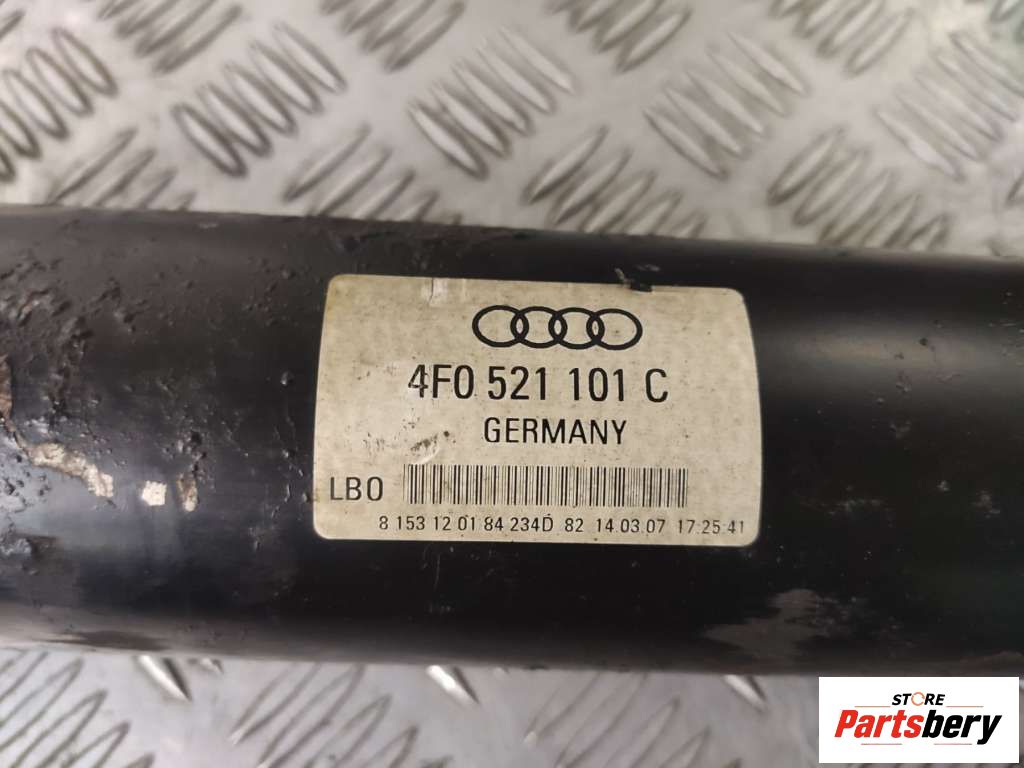 4F0 521 101 C
GERMANY
LB0
8 153 12 01 84 234D 82 14.03.07 17:25:41
STORE
Partsbery